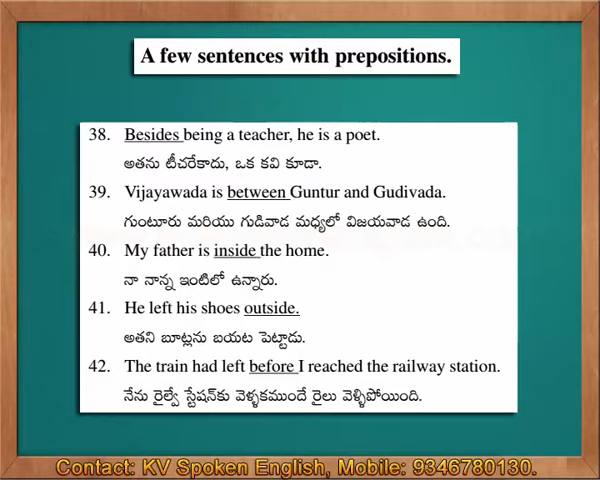 A few sentences with prepositions.
38. Besides being a teacher, he is a poet.
అతను టీచరేకాదు, ఒక కవి కూడా.
39. Vijayawada is between Guntur and Gudivada.
గుంటూరు మరియు గుడివాడ మధ్యలో విజయవాడ ఉంది.
40. My father is inside the home.
నా నాన్న ఇంటిలో ఉన్నారు.
41. He left his shoes outside.
అతని బూట్లను బయట పెట్టాడు.
42. The train had left before I reached the railway station.
నేను రైల్వే స్టేషన్‌కు వెళ్ళకముందే రైలు వెళ్ళిపోయింది.
Contact: KV Spoken English, Mobile: 9346780130.